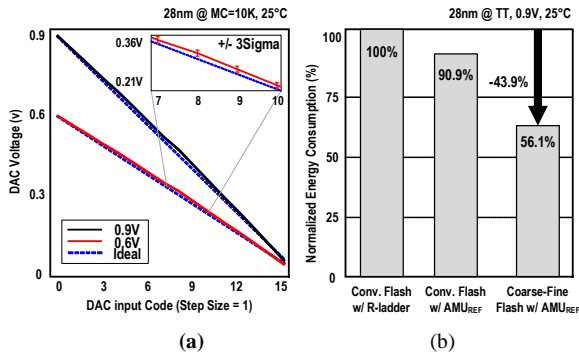 28nm @ MC=10K, 25°C
0.9
0.6
0.3
0
DAC Voltage (v)
+/- 3Sigma
0.36V
0.21V
7 8 9 10
0.9V
0.6V
Ideal
0 3 6 9 12 15
DAC input Code (Step Size = 1)
(a)
28nm @ TT, 0.9V, 25°C
100
75
50
25
0
Normalized Energy Consumption (%)
100%
90.9%
-43.9%
56.1%
Conv. Flash
w/ R-ladder
Conv. Flash
w/ AMUREF
Coarse-Fine
Flash w/ AMUREF
(b)